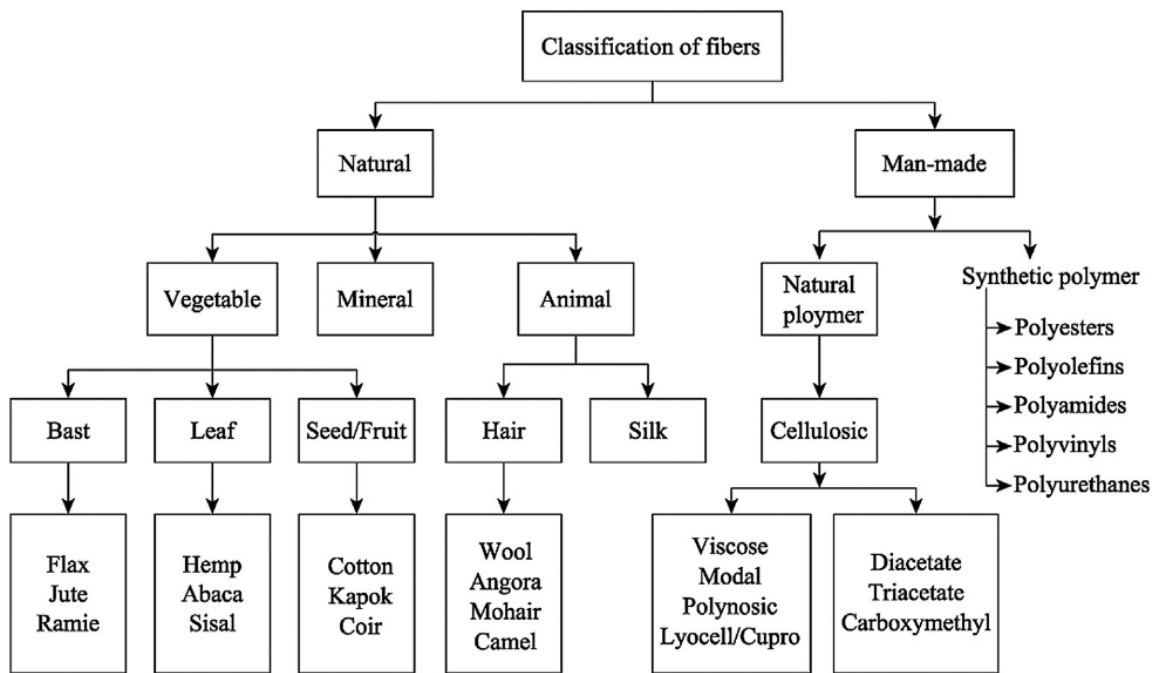 Classification of fibers
Natural
Man-made
Vegetable
Mineral
Animal
Natural
ploymer
Synthetic polymer
Polyesters
Polyolefins
Polyamides
Polyvinyls
Polyurethanes
Bast
Leaf
Seed/Fruit
Hair
Silk
Cellulosic
Flax
Jute
Ramie
Hemp
Abaca
Sisal
Cotton
Kapok
Coir
Wool
Angora
Mohair
Camel
Viscose
Modal
Polynosic
Lyocell/Cupro
Diacetate
Triacetate
Carboxymethyl